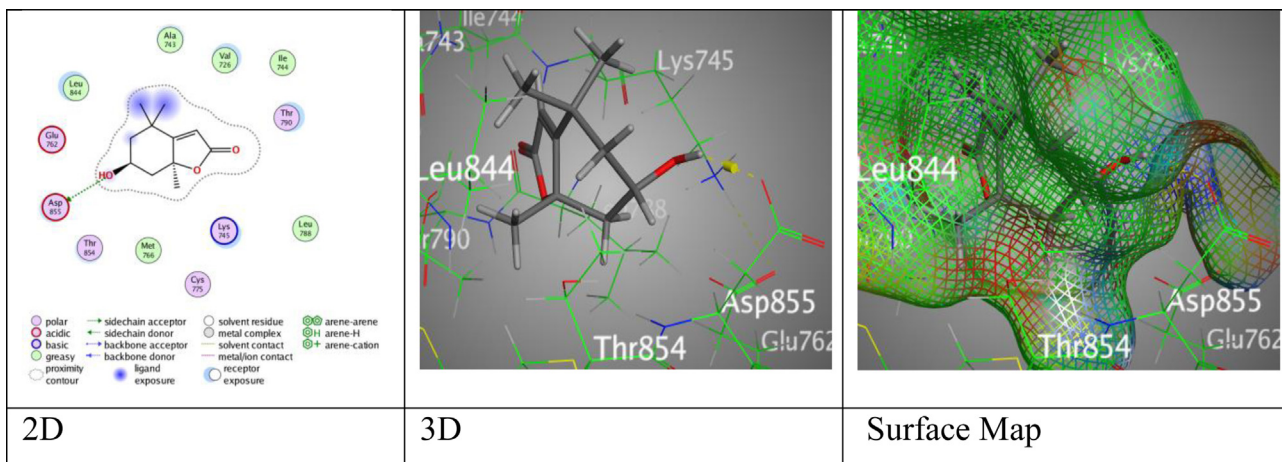 Ala
743
Val
726
Ile
744
Leu
844
Thr
790
Glu
762
O
O
HO
Asp
855
Thr
854
Met
766
Lys
745
Leu
788
Cys
775
polar
acidic
basic
greasy
proximity
contour
sidechain acceptor
sidechain donor
backbone acceptor
backbone donor
ligand
exposure
solvent residue
metal complex
solvent contact
metal/ion contact
receptor
exposure
arene-arene
H arene-H
+ arene-cation
Ile744
a743
Lys745
Leu844
r790
Asp855
Thr854
Glu762
Lys74
Leu844
Asp855
Thr854
Glu762
2D
3D
Surface Map